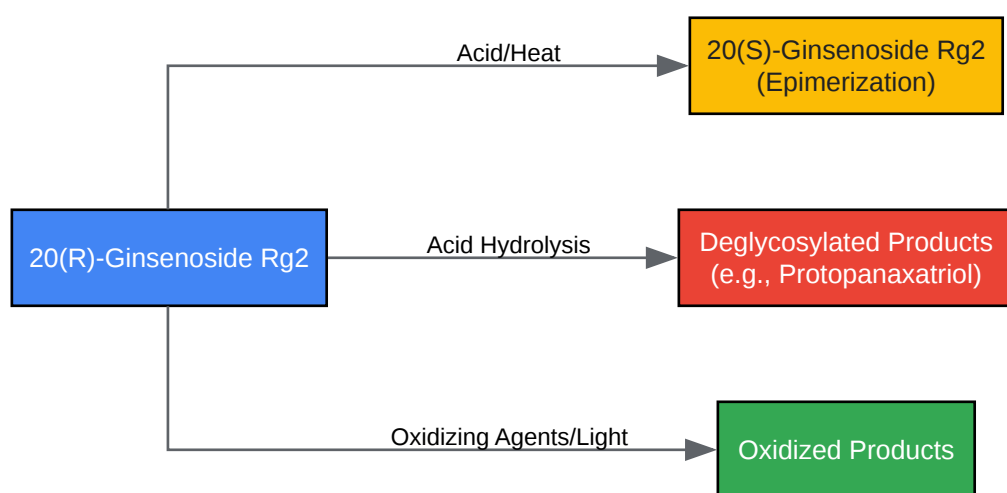 Acid/Heat
20(S)-Ginsenoside Rg2
(Epimerization)
20(R)-Ginsenoside Rg2
Acid Hydrolysis
Deglycosylated Products
(e.g., Protopanaxatriol)
Oxidizing Agents/Light
Oxidized Products